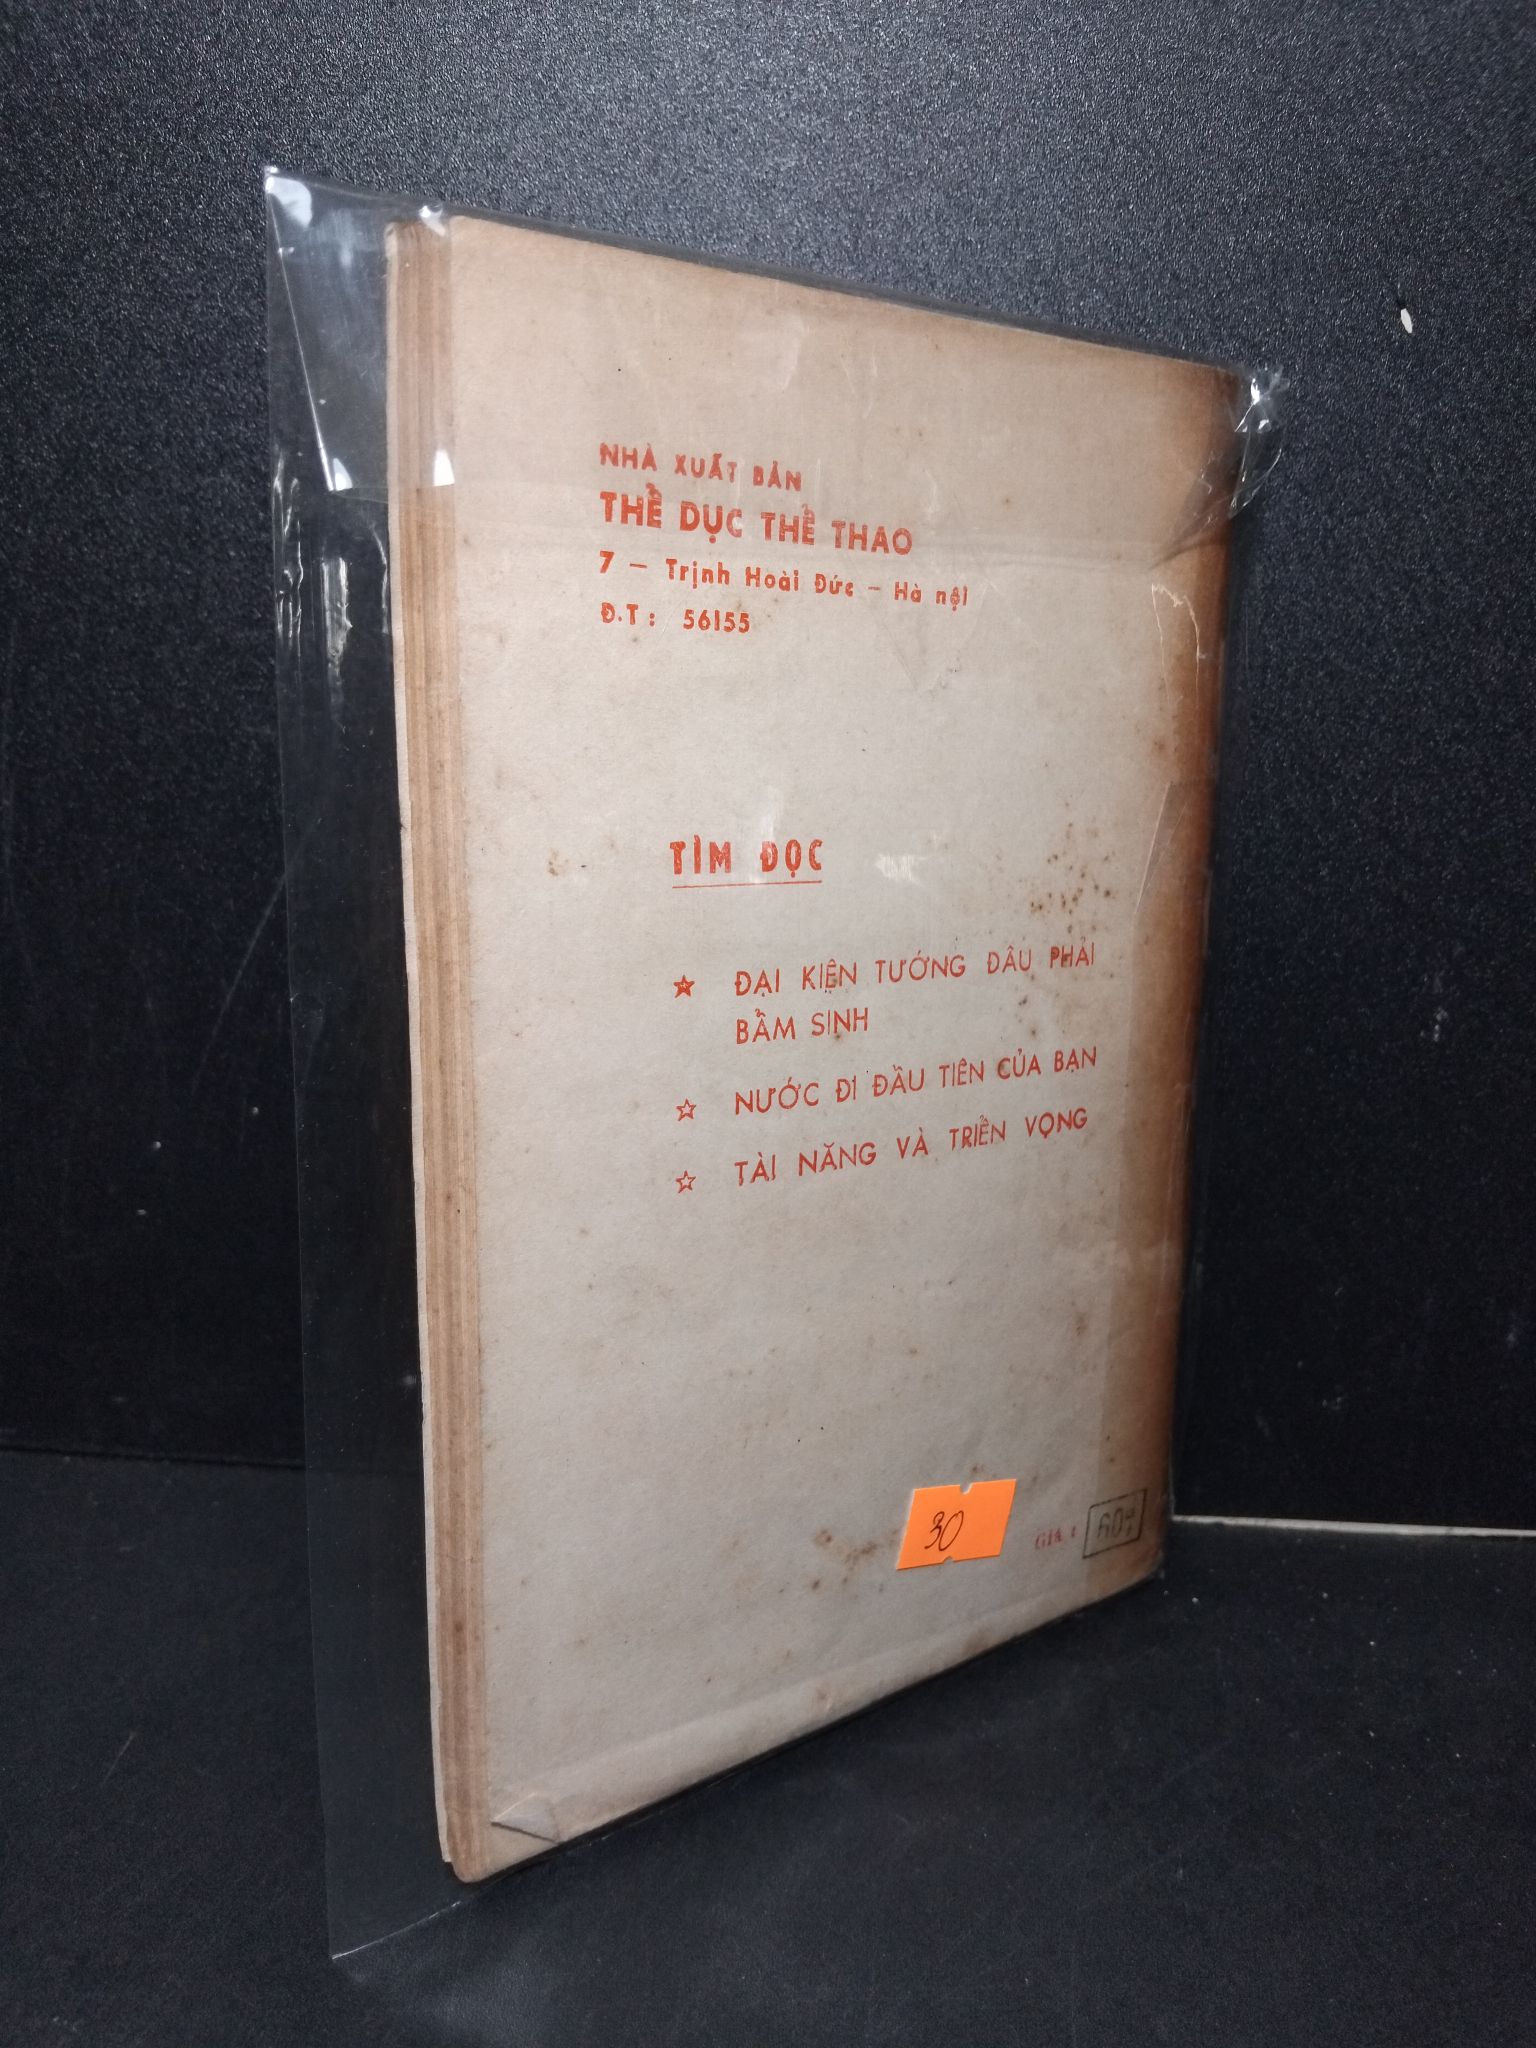 NHÀ XUẤT BẢN
THỂ DỤC THỂ THAO
7 — Trịnh Hoài Đức — Hà nội
Đ.T : 56155
TÌM ĐỌC
☆ ĐẠI KIỆN TƯỚNG ĐÂU PHẢI
BẨM SINH
☆ NƯỚC ĐI ĐẦU TIÊN CỦA BẠN
☆ TÀI NĂNG VÀ TRIỂN VỌNG
30
GIÁ :